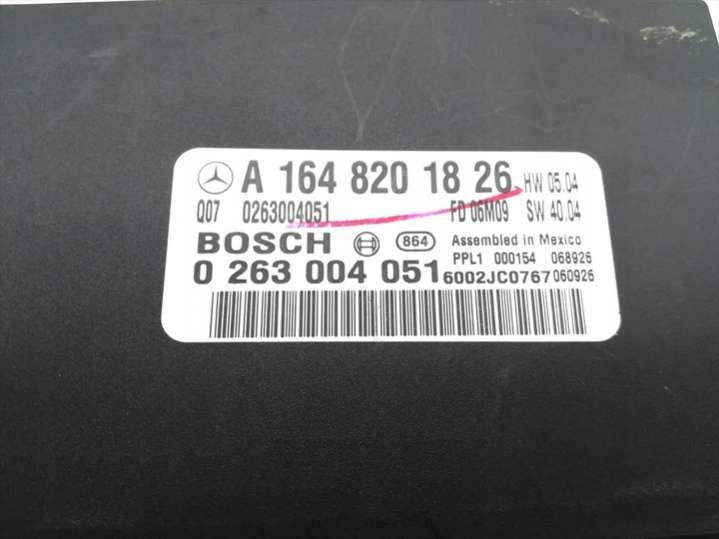 A 164 820 18 26 HW 05.04
Q07 0263004051 FD 06M09 SW 40.04
BOSCH 864 Assembled in Mexico
PPL1 000154 068926
0 263 004 051 6002JC0767 060926